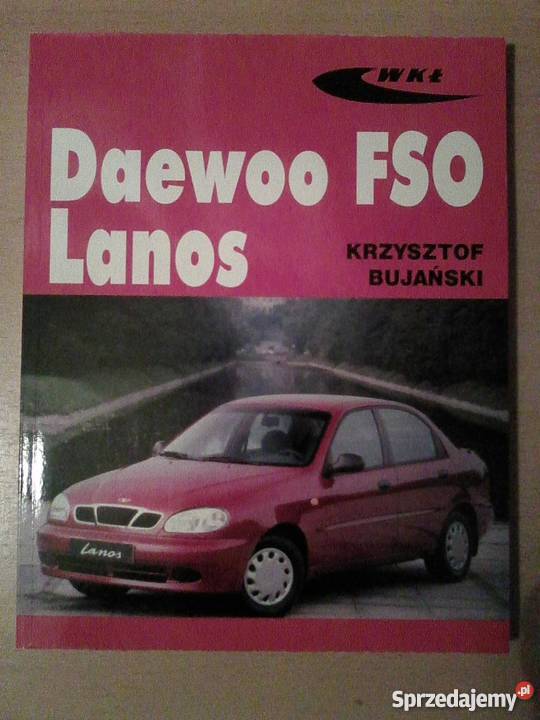 WKŁ
Daewoo FSO
Lanos
KRZYSZTOF
BUJAŃSKI
Lanos
Sprzedajemy.pl